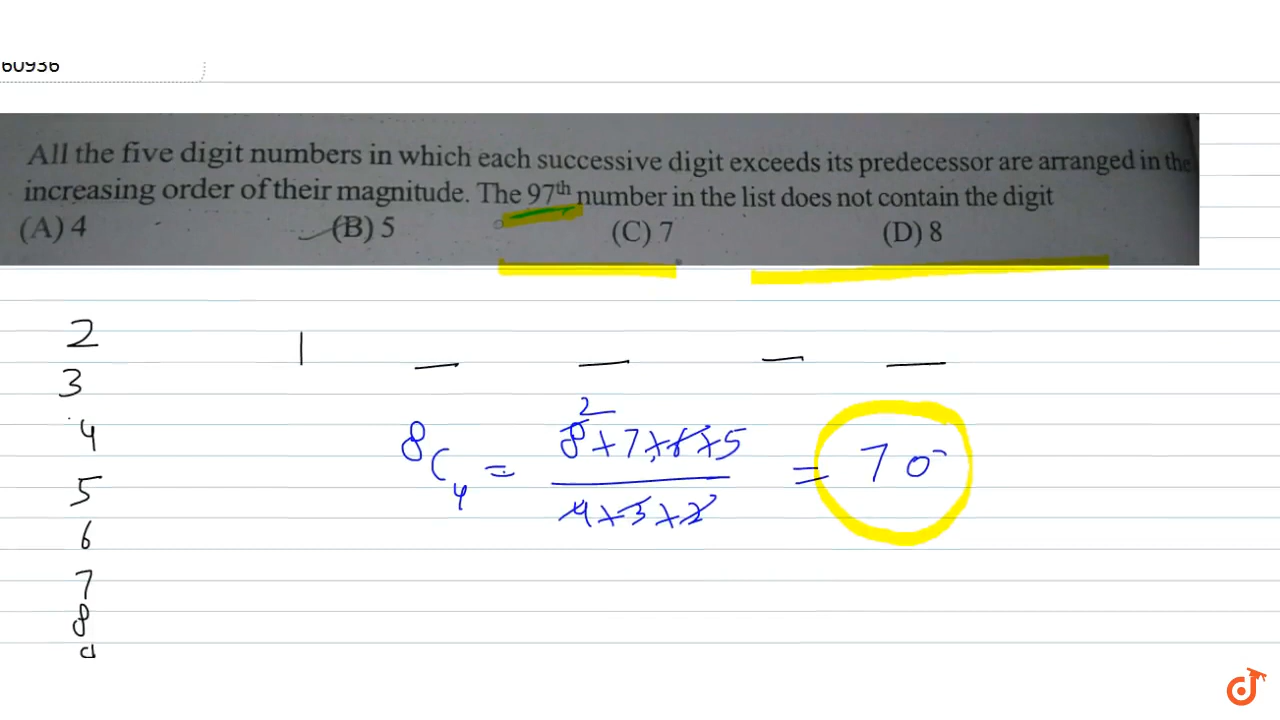 60936
All the five digit numbers in which each successive digit exceeds its predecessor are arranged in the
increasing order of their magnitude. The 97th number in the list does not contain the digit
(A) 4 (B) 5 (C) 7 (D) 8
2
3
4
5
6
7
8
9
1 _ _ _ _
8C4 = 8×7×6×5 / 4×3×2 = 70
2